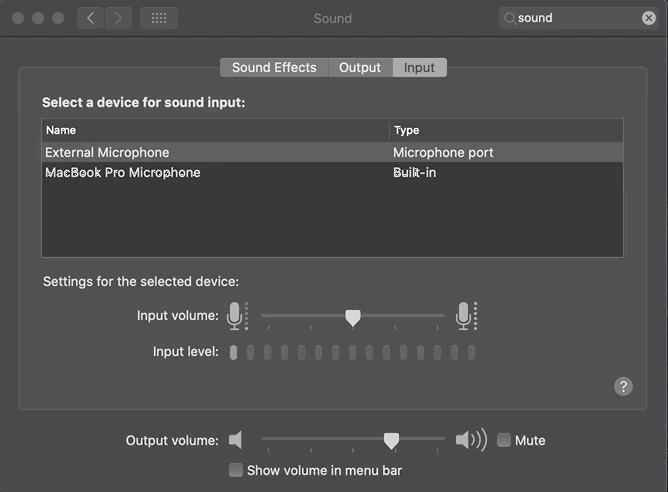 Sound
sound
Sound Effects Output Input
Select a device for sound input:
Name Type
External Microphone Microphone port
MacBook Pro Microphone Built-in
Settings for the selected device:
Input volume:
Input level:
?
Output volume: Mute
Show volume in menu bar